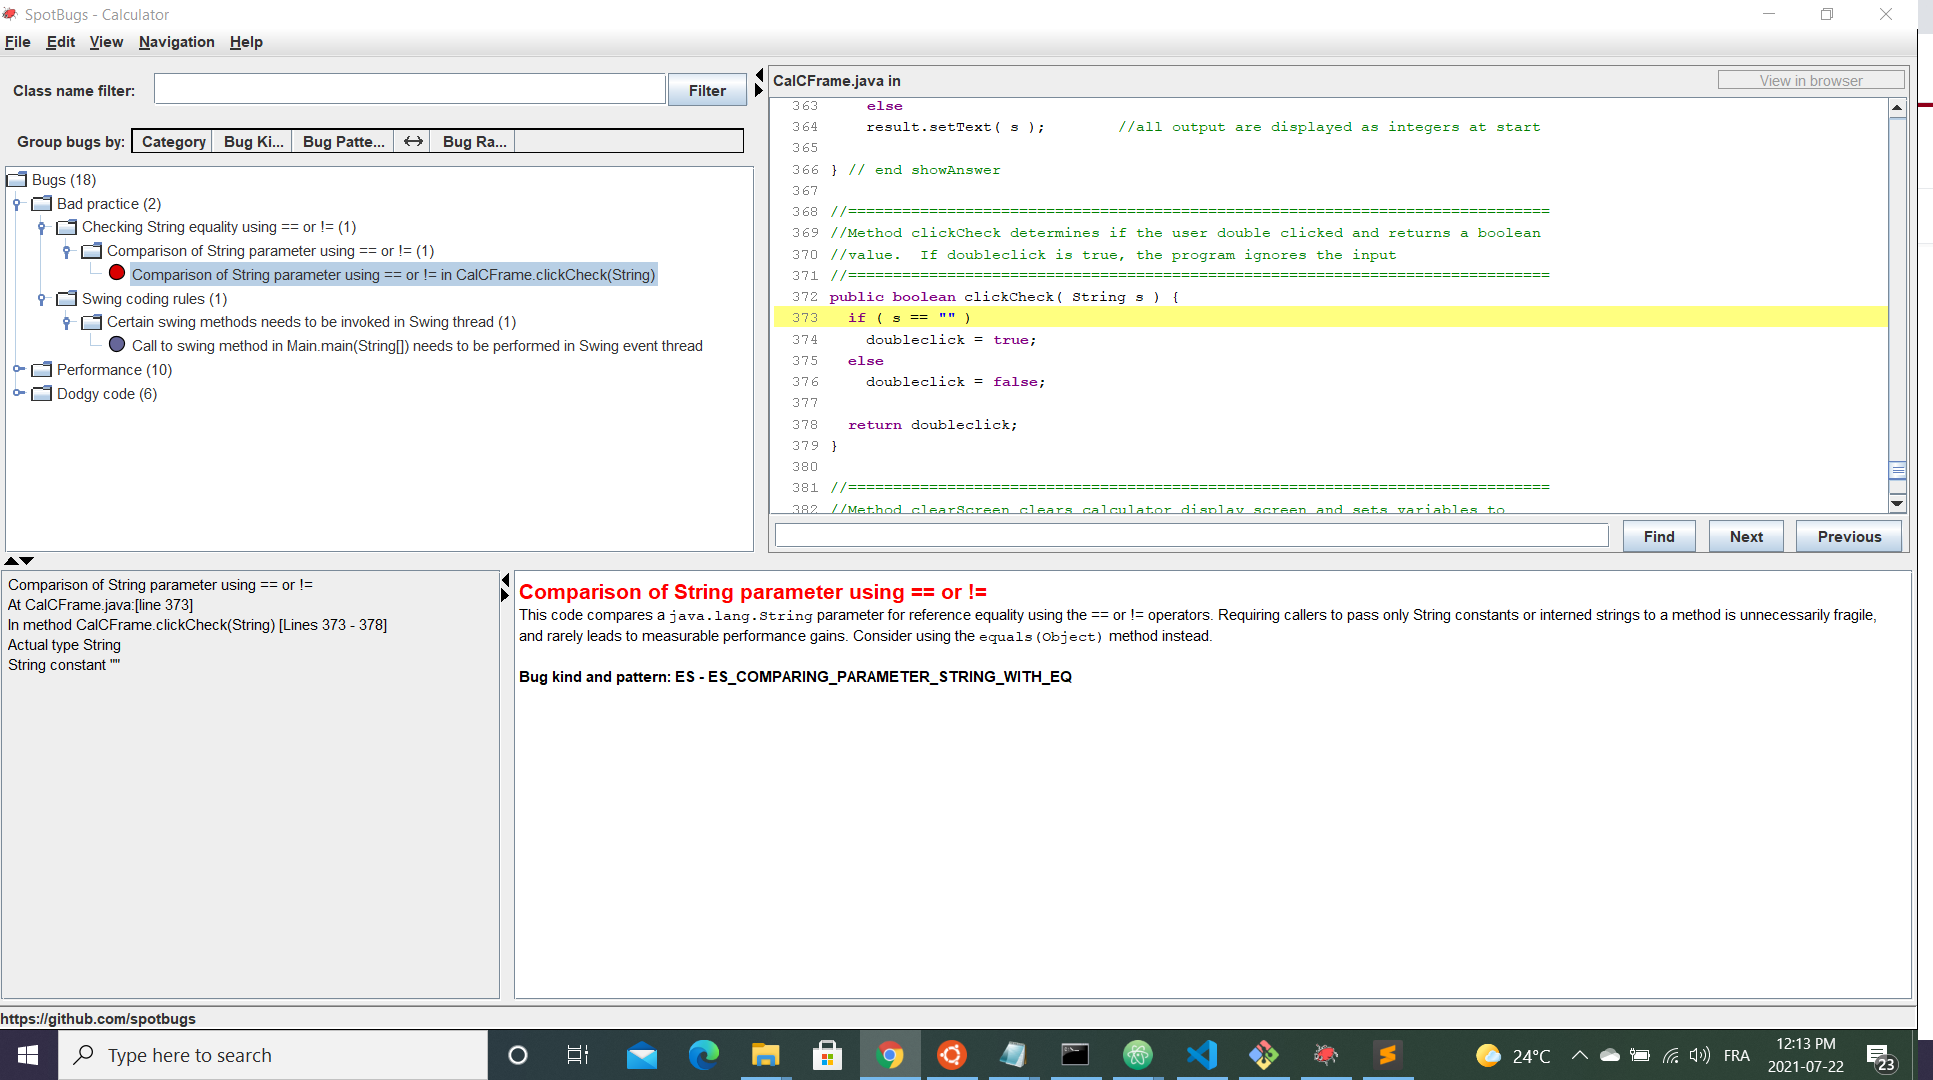 SpotBugs - Calculator
File Edit View Navigation Help
Class name filter:
Filter
Group bugs by: Category Bug Ki... Bug Patte... Bug Ra...
Bugs (18)
Bad practice (2)
Checking String equality using == or != (1)
Comparison of String parameter using == or != (1)
Comparison of String parameter using == or != in CalCFrame.clickCheck(String)
Swing coding rules (1)
Certain swing methods needs to be invoked in Swing thread (1)
Call to swing method in Main.main(String[]) needs to be performed in Swing event thread
Performance (10)
Dodgy code (6)
CalCFrame.java in
View in browser
363 else
364 result.setText( s ); //all output are displayed as integers at start
365
366 } // end showAnswer
367
368 //==============================================================================
369 //Method clickCheck determines if the user double clicked and returns a boolean
370 //value.  If doubleclick is true, the program ignores the input
371 //==============================================================================
372 public boolean clickCheck( String s ) {
373 if ( s == "" )
374 doubleclick = true;
375 else
376 doubleclick = false;
377
378 return doubleclick;
379 }
380
381 //==============================================================================
382 //Method clearScreen clears calculator display screen and sets variables to
Find Next Previous
Comparison of String parameter using == or !=
At CalCFrame.java:[line 373]
In method CalCFrame.clickCheck(String) [Lines 373 - 378]
Actual type String
String constant ""
Comparison of String parameter using == or !=
This code compares a java.lang.String parameter for reference equality using the == or != operators. Requiring callers to pass only String constants or interned strings to a method is unnecessarily fragile,
and rarely leads to measurable performance gains. Consider using the equals(Object) method instead.
Bug kind and pattern: ES - ES_COMPARING_PARAMETER_STRING_WITH_EQ
https://github.com/spotbugs
Type here to search
24°C
FRA
12:13 PM
2021-07-22
23